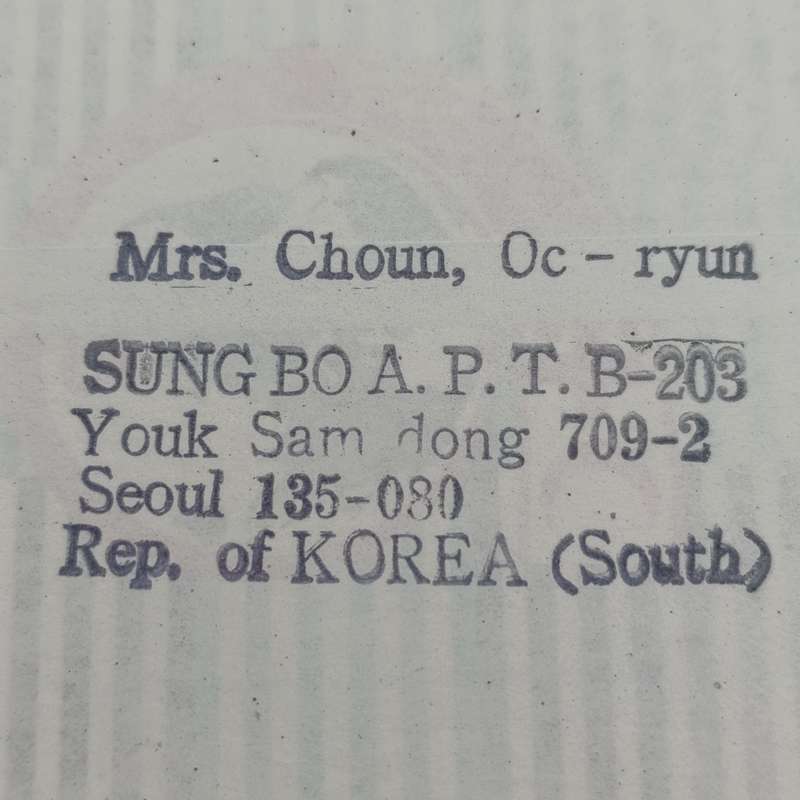 Mrs. Choun, Oc-ryun
SUNG BO A.P.T. B-203
Youk Sam dong 709-2
Seoul 135-080
Rep. of KOREA (South)